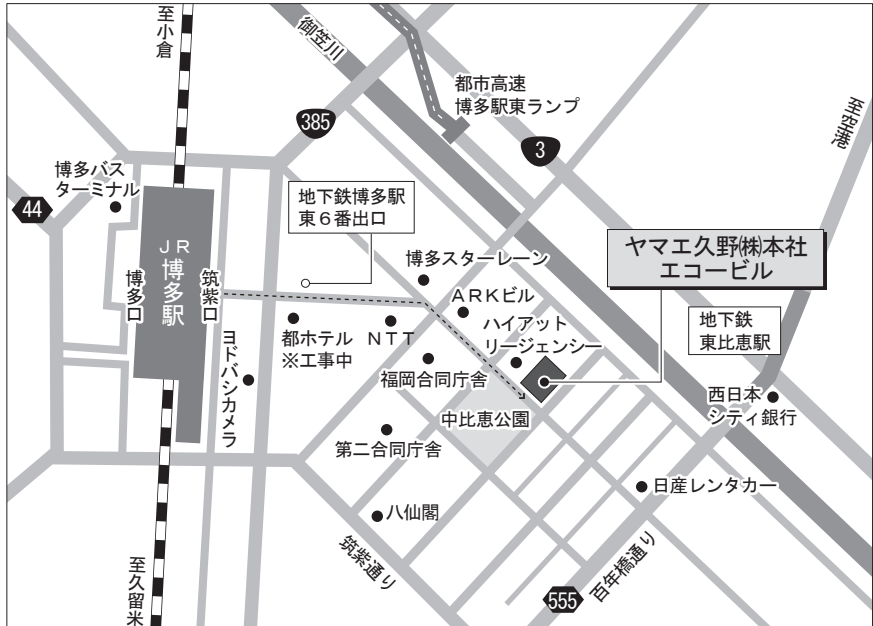 至小倉
御笠川
都市高速
博多駅東ランプ
385
3
至空港
博多バス
ターミナル
44
地下鉄博多駅
東6番出口
ヤマエ久野㈱本社
エコービル
JR
博多駅
博多口
筑紫口
博多スターレーン
ARKビル
ハイアット
リージェンシー
地下鉄
東比恵駅
都ホテル
※工事中
NTT
ヨドバシカメラ
福岡合同庁舎
中比恵公園
西日本
シティ銀行
第二合同庁舎
日産レンタカー
八仙閣
筑紫通り
百年橋通り
555
至久留米